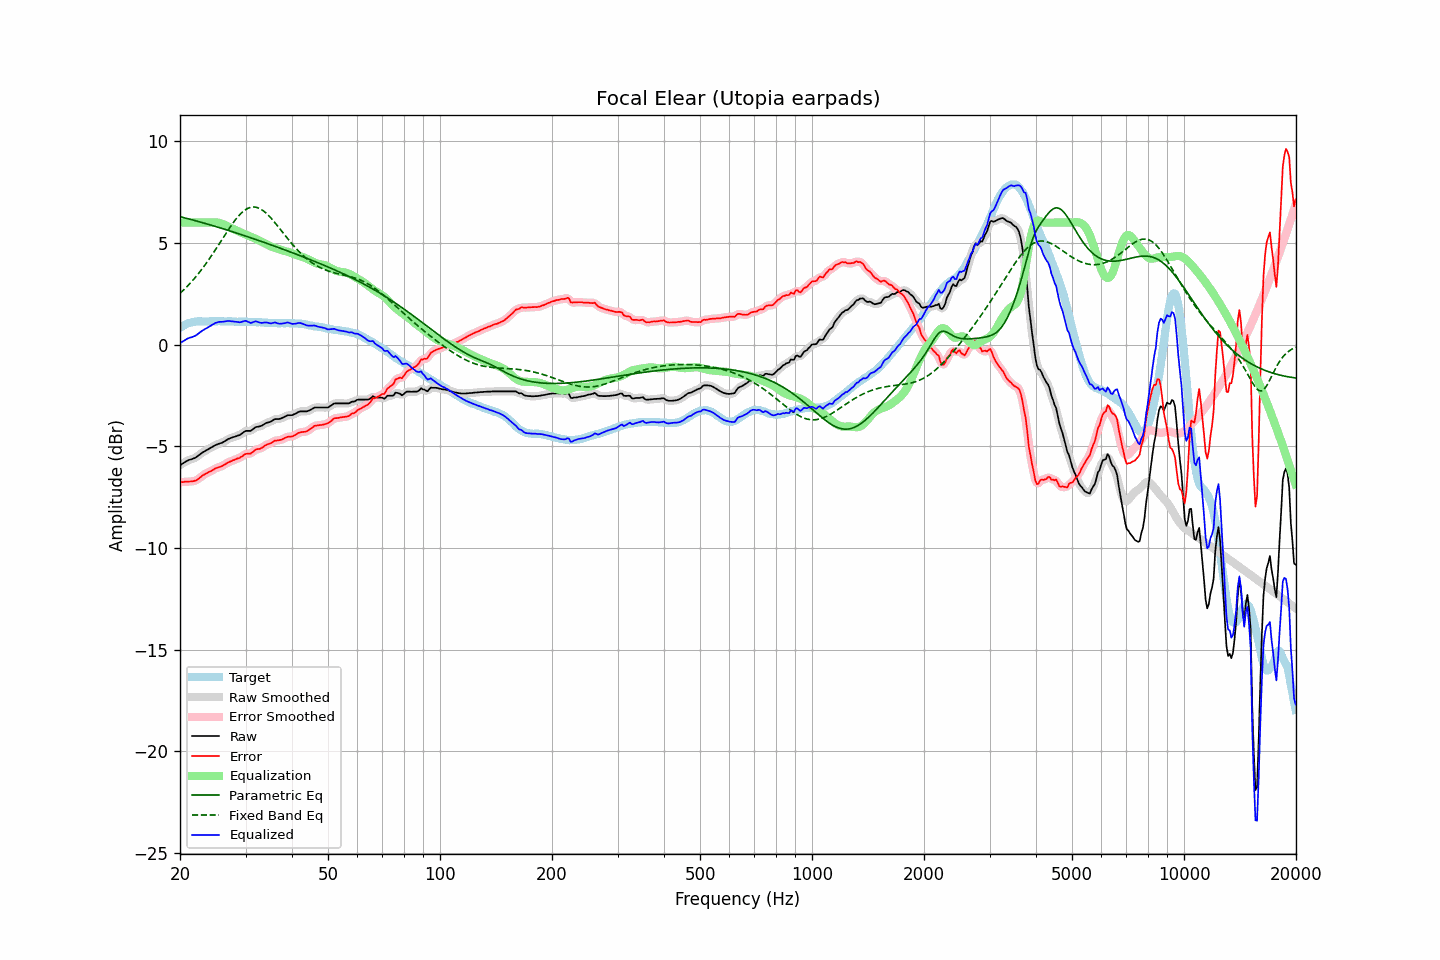 Focal Elear (Utopia earpads)
10
5
0
−5
−10
−15
−20
−25
Amplitude (dBr)
Target
Raw Smoothed
Error Smoothed
Raw
Error
Equalization
Parametric Eq
Fixed Band Eq
Equalized
20 50 100 200 500 1000 2000 5000 10000 20000
Frequency (Hz)